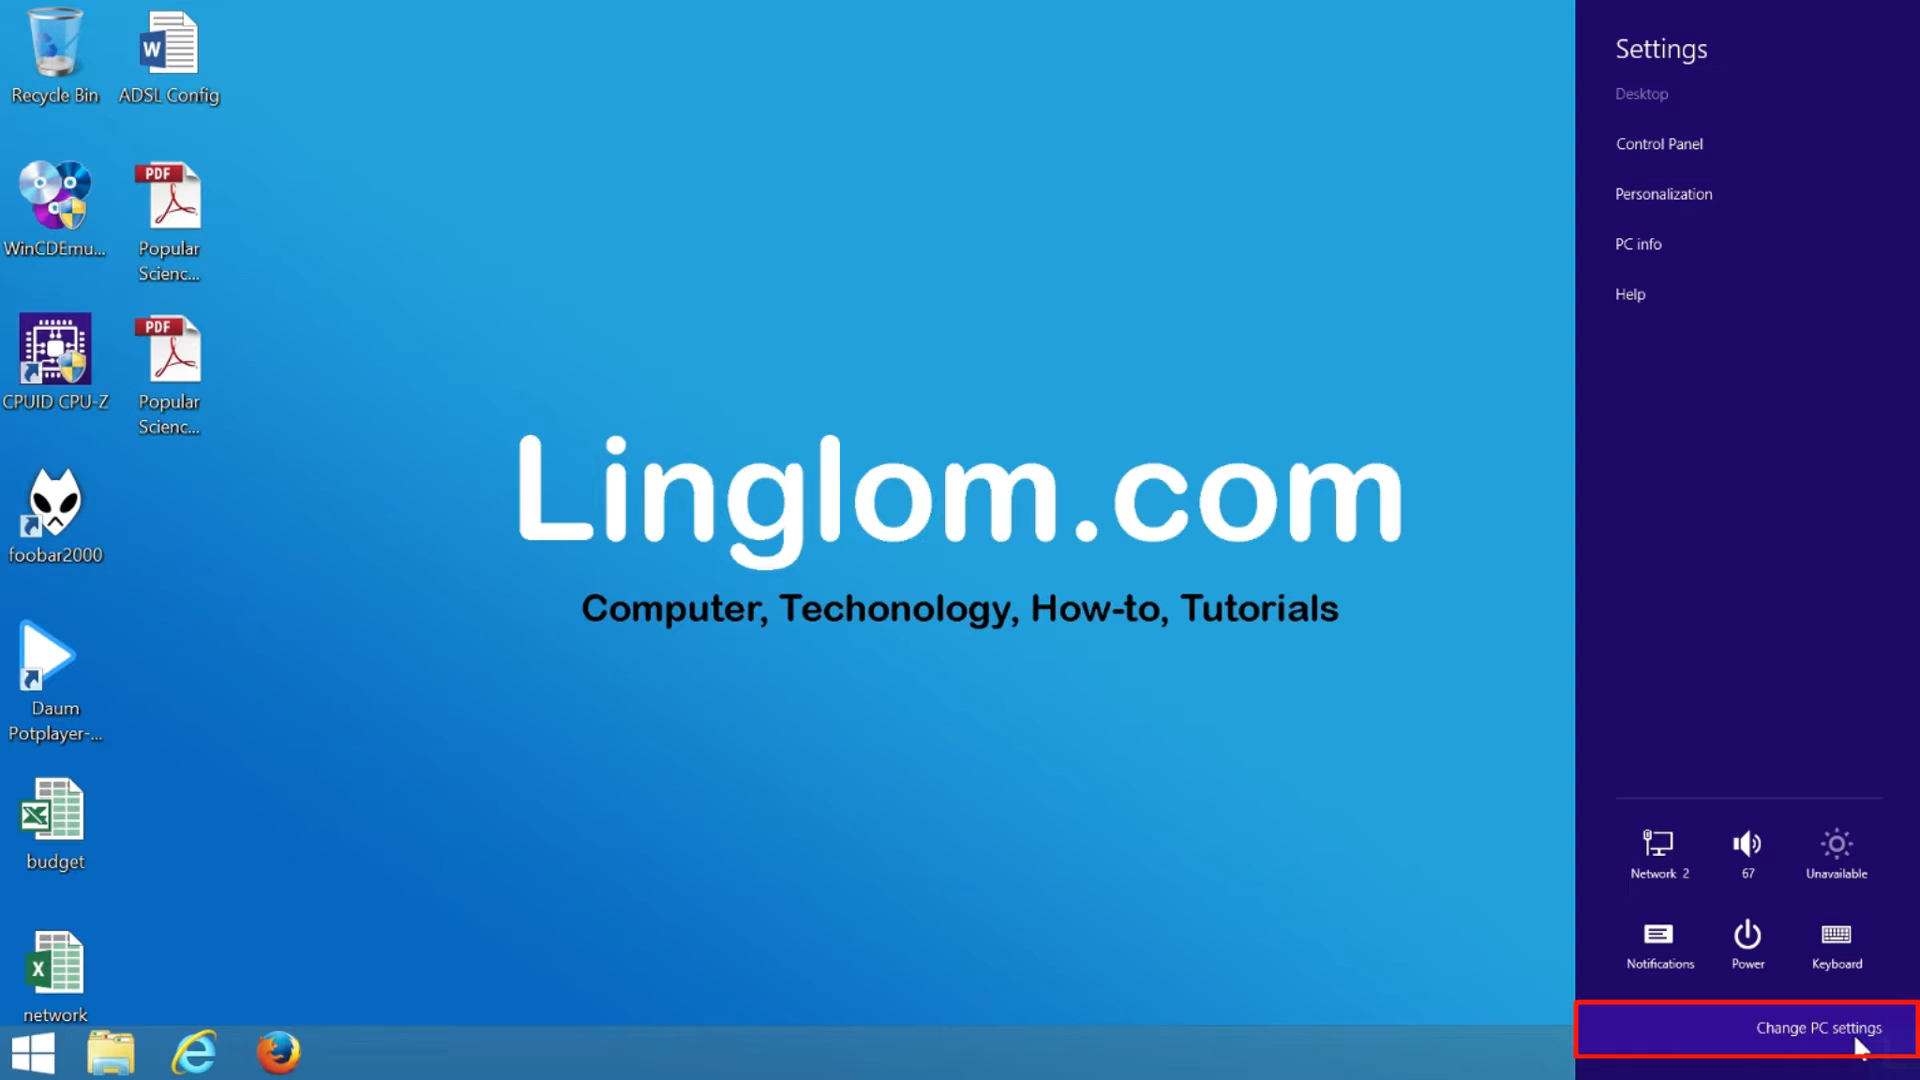 Recycle Bin
ADSL Config
WinCDEmu...
PDF
Popular
Scienc...
CPUID CPU-Z
PDF
Popular
Scienc...
foobar2000
Daum
Potplayer-...
budget
network
Linglom.com
Computer, Techonology, How-to, Tutorials
Settings
Desktop
Control Panel
Personalization
PC info
Help
Network 2
67
Unavailable
Notifications
Power
Keyboard
Change PC settings